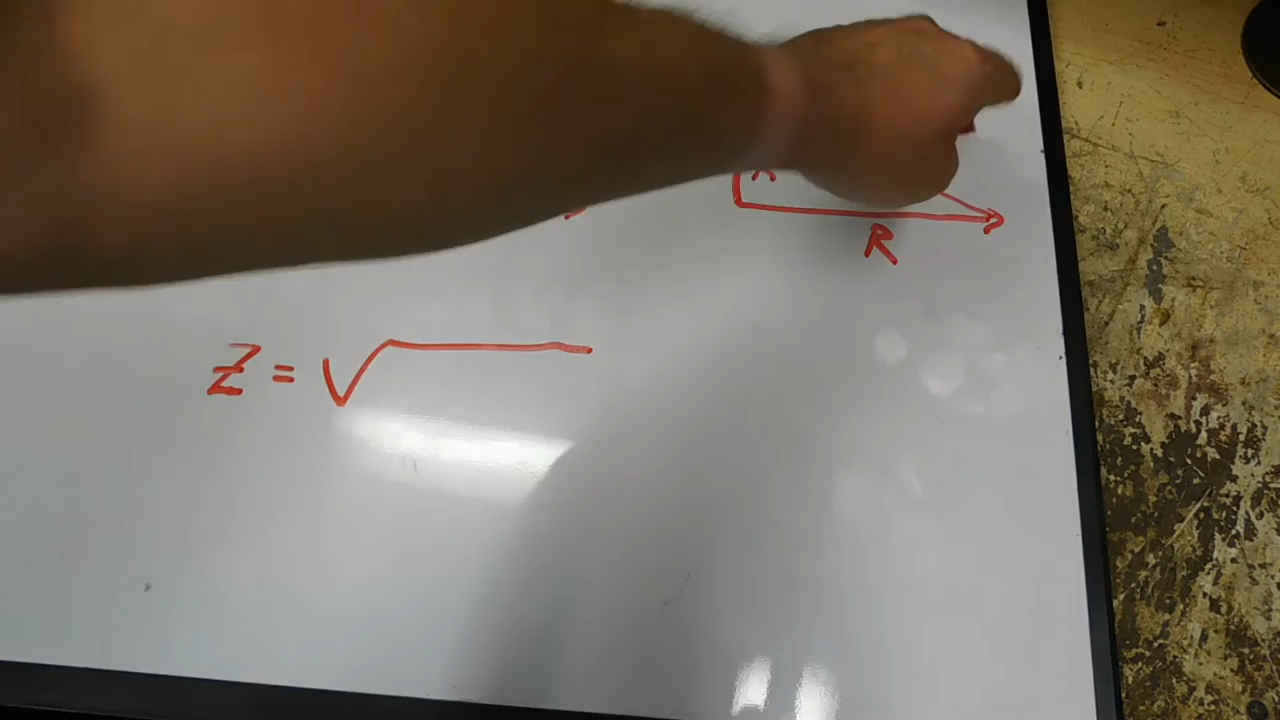 R
Z = √